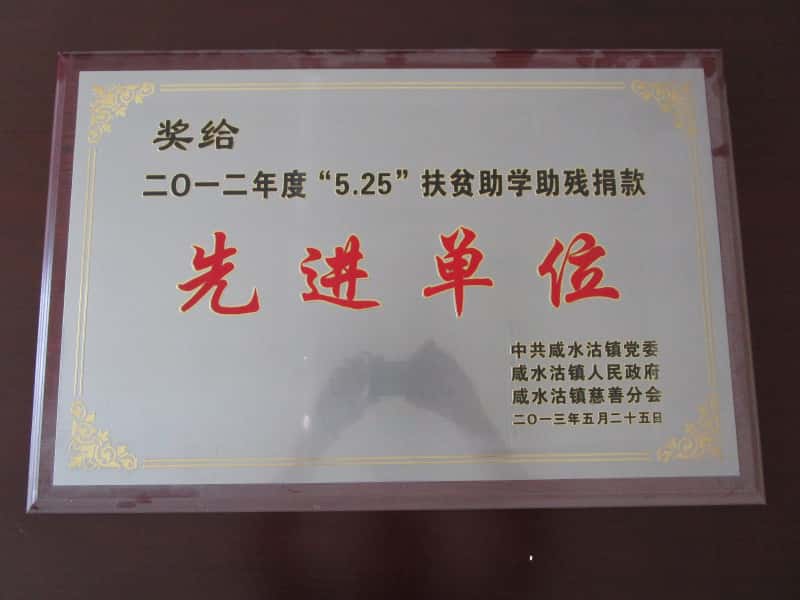 奖给
二〇一二年度“5.25”扶贫助学助残捐款
先进单位
中共咸水沽镇党委
咸水沽镇人民政府
咸水沽镇慈善分会
二〇一三年五月二十五日